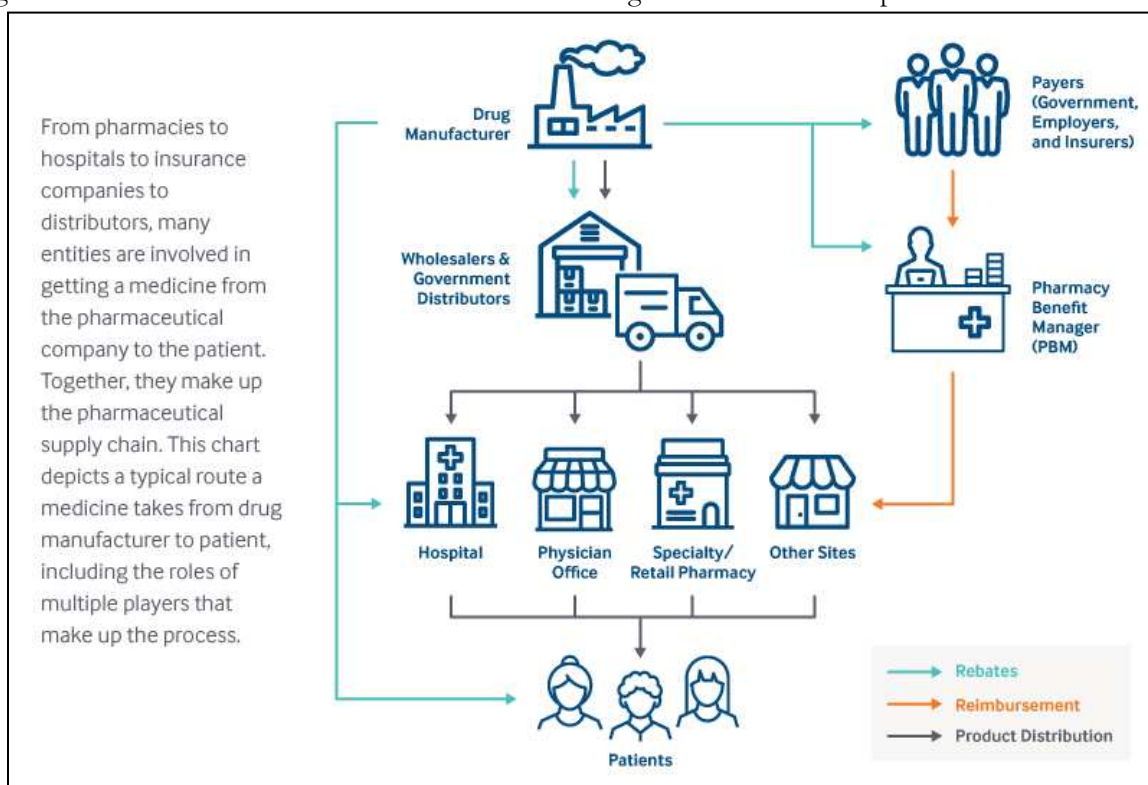 From pharmacies to
hospitals to insurance
companies to
distributors, many
entities are involved in
getting a medicine from
the pharmaceutical
company to the patient.
Together, they make up
the pharmaceutical
supply chain. This chart
depicts a typical route a
medicine takes from drug
manufacturer to patient,
including the roles of
multiple players that
make up the process.
Drug
Manufacturer
Payers
(Government,
Employers,
and Insurers)
Wholesalers &
Government
Distributors
Pharmacy
Benefit
Manager
(PBM)
Hospital
Physician
Office
Specialty/
Retail Pharmacy
Other Sites
Patients
Rebates
Reimbursement
Product Distribution